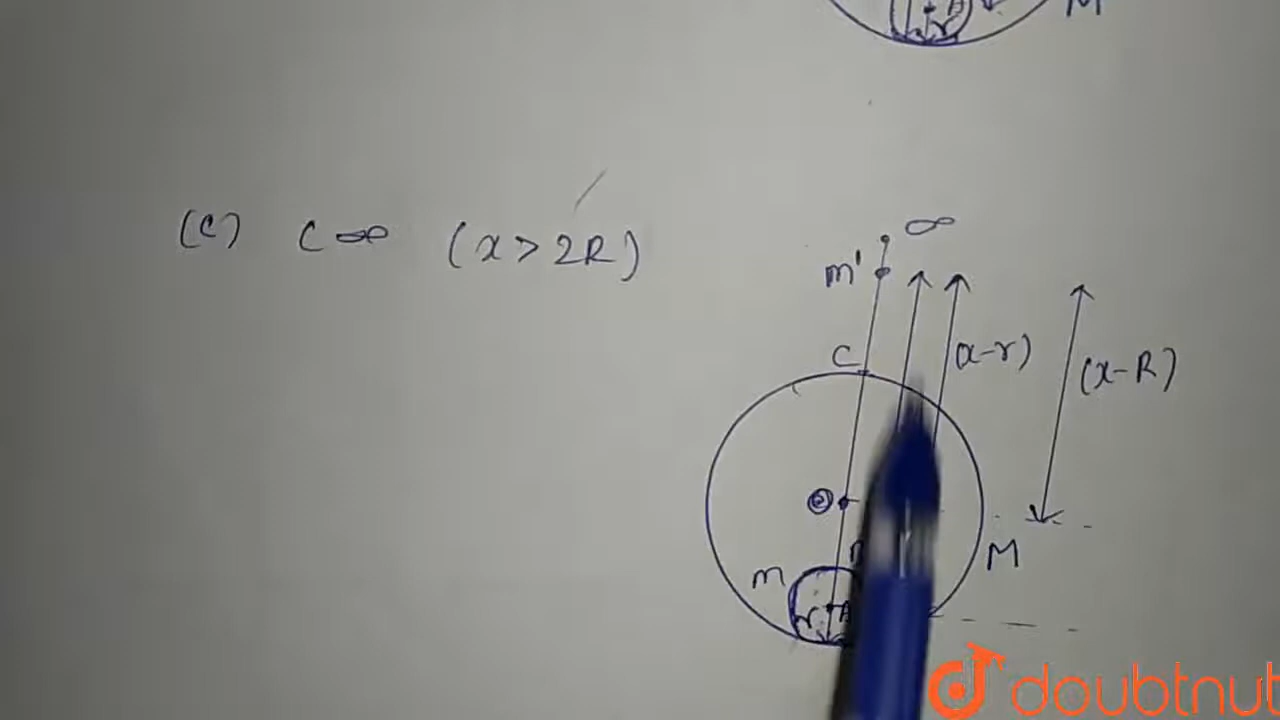 M
A
r
(C) C ∞ (x > 2R)
∞
m'
C
(x-r)
(x-R)
M
m
r
doubtnut